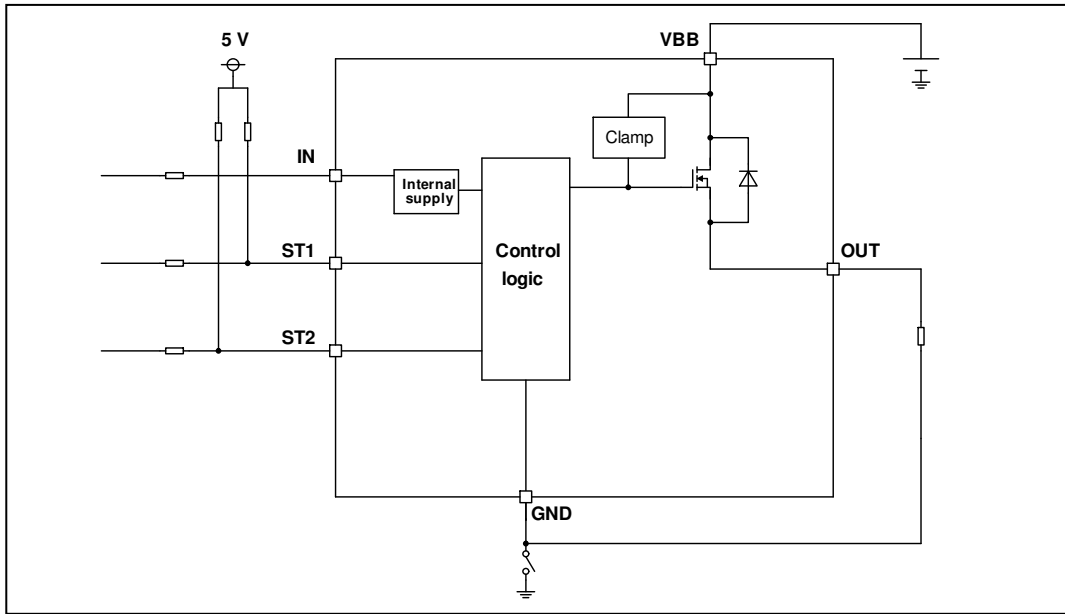 5 V
VBB
Clamp
IN
Internal
supply
ST1
Control
logic
OUT
ST2
GND